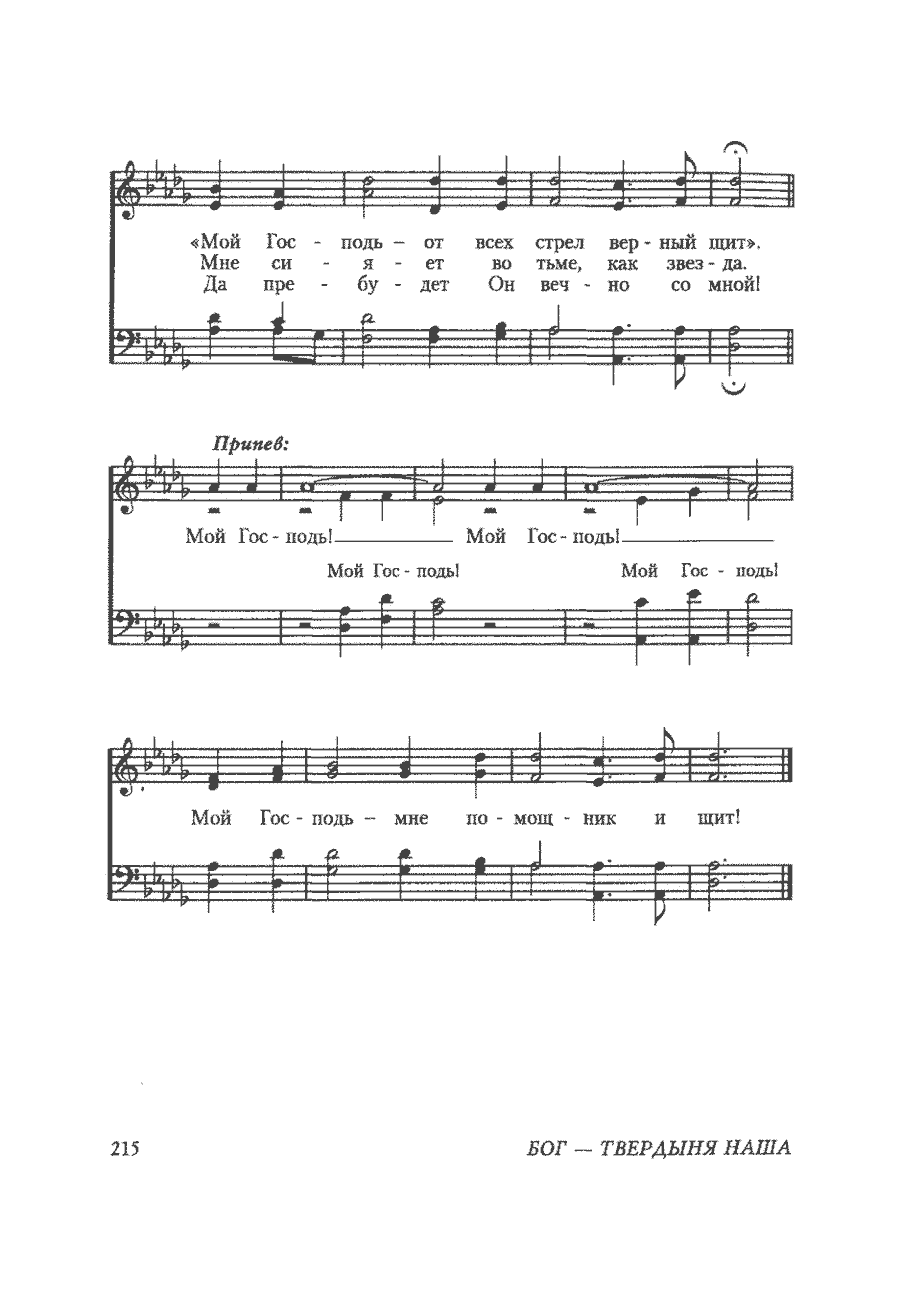 «Мой Гос - подь – от всех стрел вер - ный щит».
Мне си - я - ет во тьме, как звез - да.
Да пре - бу - дет Он веч - но со мной!
Припев:
Мой Гос - подь!__________ Мой Гос - подь!__________
Мой Гос - подь! Мой Гос - подь!
Мой Гос - подь – мне по - мощ - ник и щит!
215 БОГ — ТВЕРДЫНЯ НАША